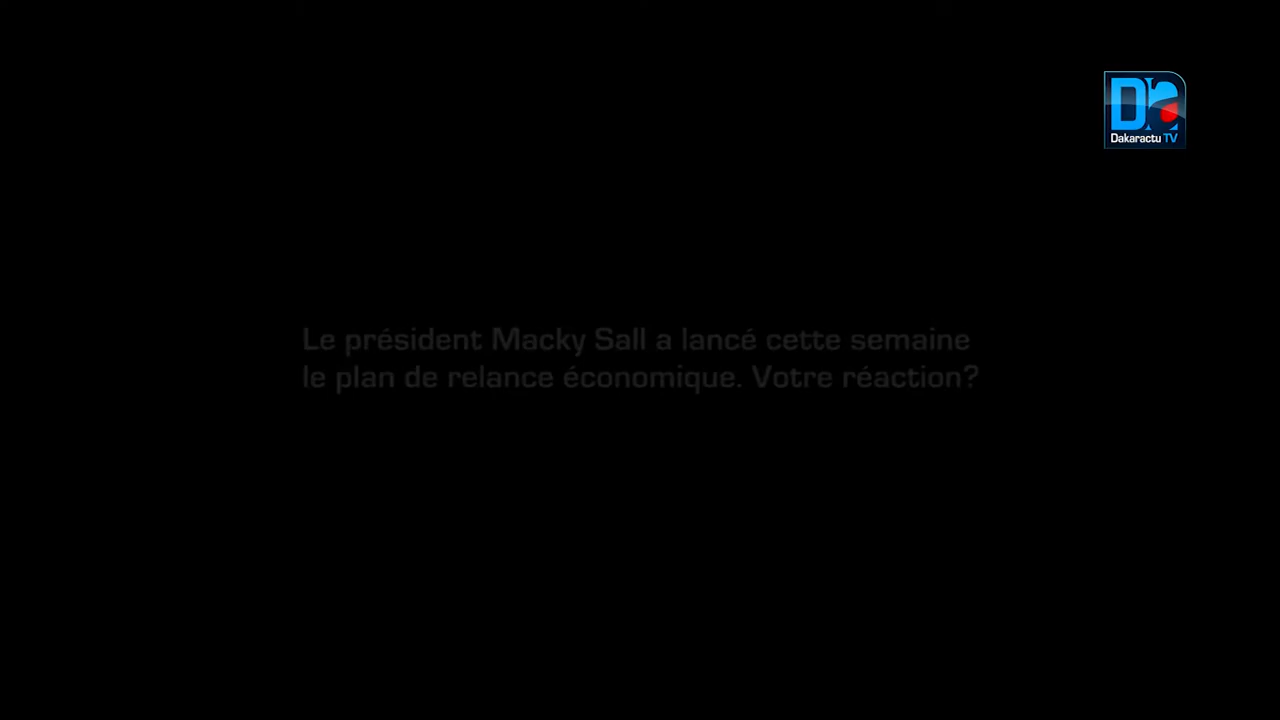 Dakaractu TV
Le président Macky Sall a lancé cette semaine
le plan de relance économique. Votre réaction?